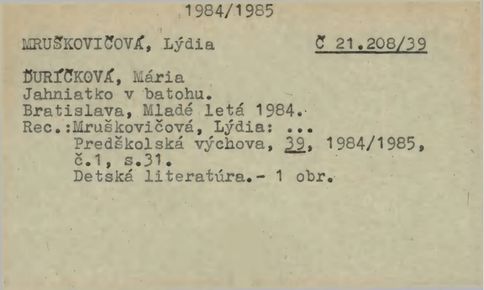 1984/1985
MRUŠKOVIČOVÁ, Lýdia Č 21.208/39
ĎURÍČKOVÁ, Mária
Jahniatko v batohu.
Bratislava, Mladé letá 1984.
Rec.:Mruškovičová, Lýdia: ...
Predškolská výchova, 39, 1984/1985,
č.1, s.31.
Detská literatúra.- 1 obr.